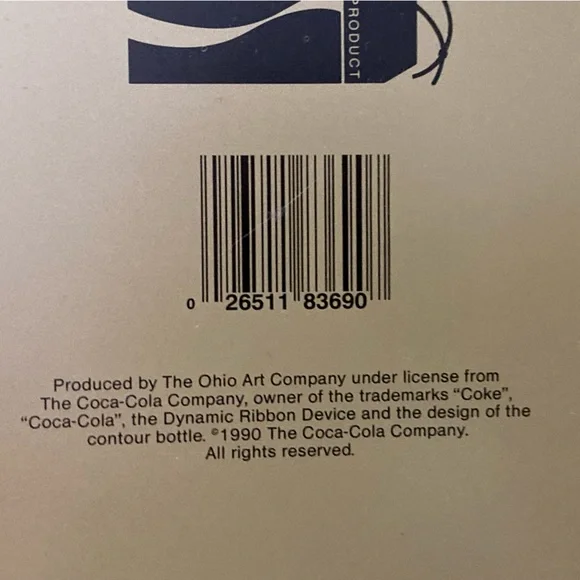 PRODUCT
0 26511 83690
Produced by The Ohio Art Company under license from
The Coca-Cola Company, owner of the trademarks “Coke”,
“Coca-Cola”, the Dynamic Ribbon Device and the design of the
contour bottle. ©1990 The Coca-Cola Company.
All rights reserved.